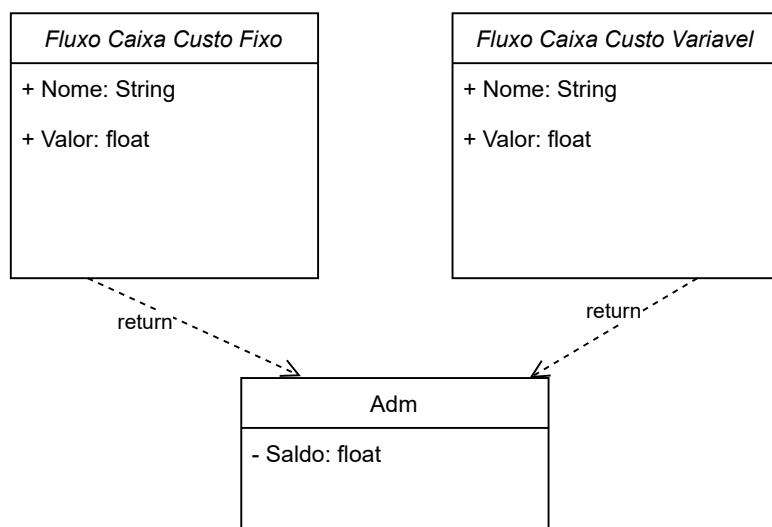 Fluxo Caixa Custo Fixo
+ Nome: String
+ Valor: float
Fluxo Caixa Custo Variavel
+ Nome: String
+ Valor: float
return
return
Adm
- Saldo: float